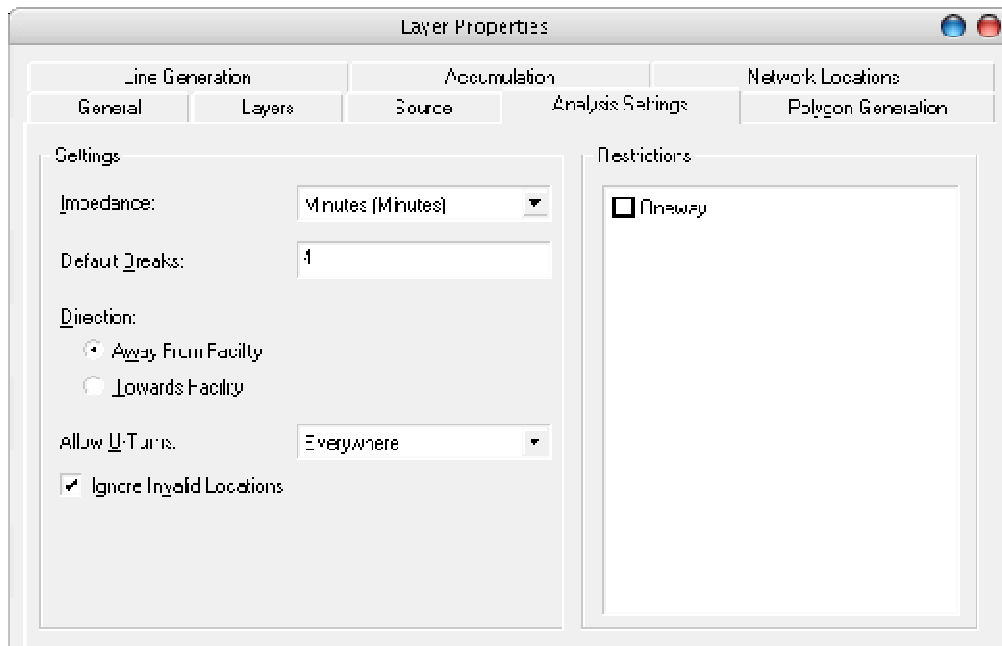 Layer Properties
Line Generation
Accumulation
Network Locations
General
Layers
Source
Analysis Settings
Polygon Generation
Settings
Impedance:
Minutes (Minutes)
Default Breaks:
4
Direction:
Away From Facility
Towards Facility
Allow U-Turns:
Everywhere
Ignore Invalid Locations
Restrictions
Oneway